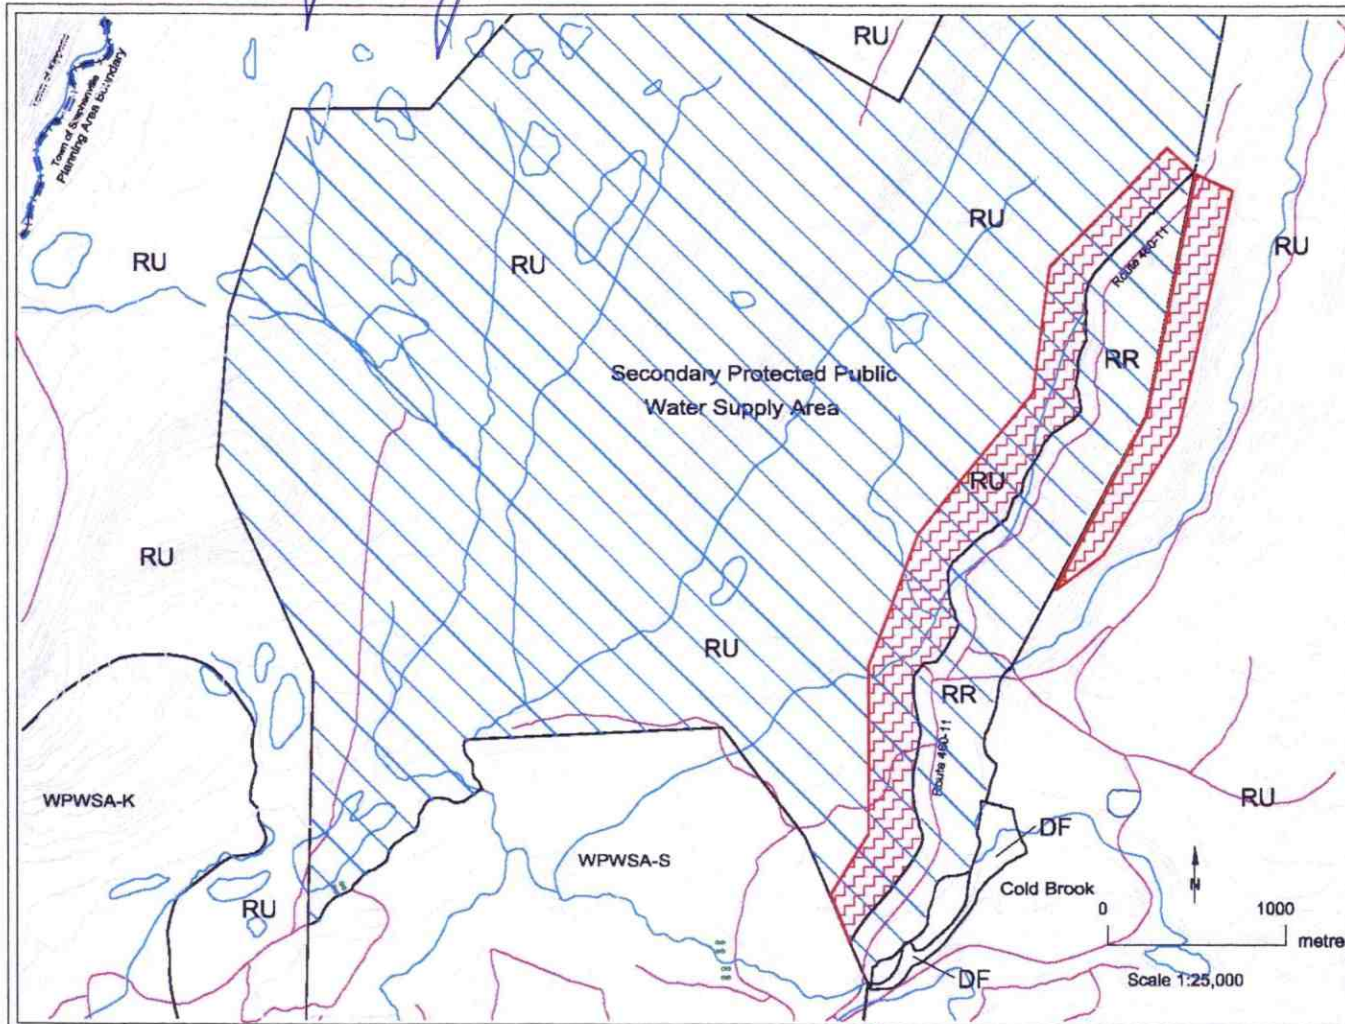 RU
Town of Stephenville
Planning Area Boundary
RU
RU
RU
RU
Route 460-11
RR
Secondary Protected Public
Water Supply Area
RU
RU
RU
RR
Route 460-11
RU
WPWSA-K
WPWSA-S
DF
Cold Brook
N
0 1000
metre
RU
DF
Scale 1:25,000